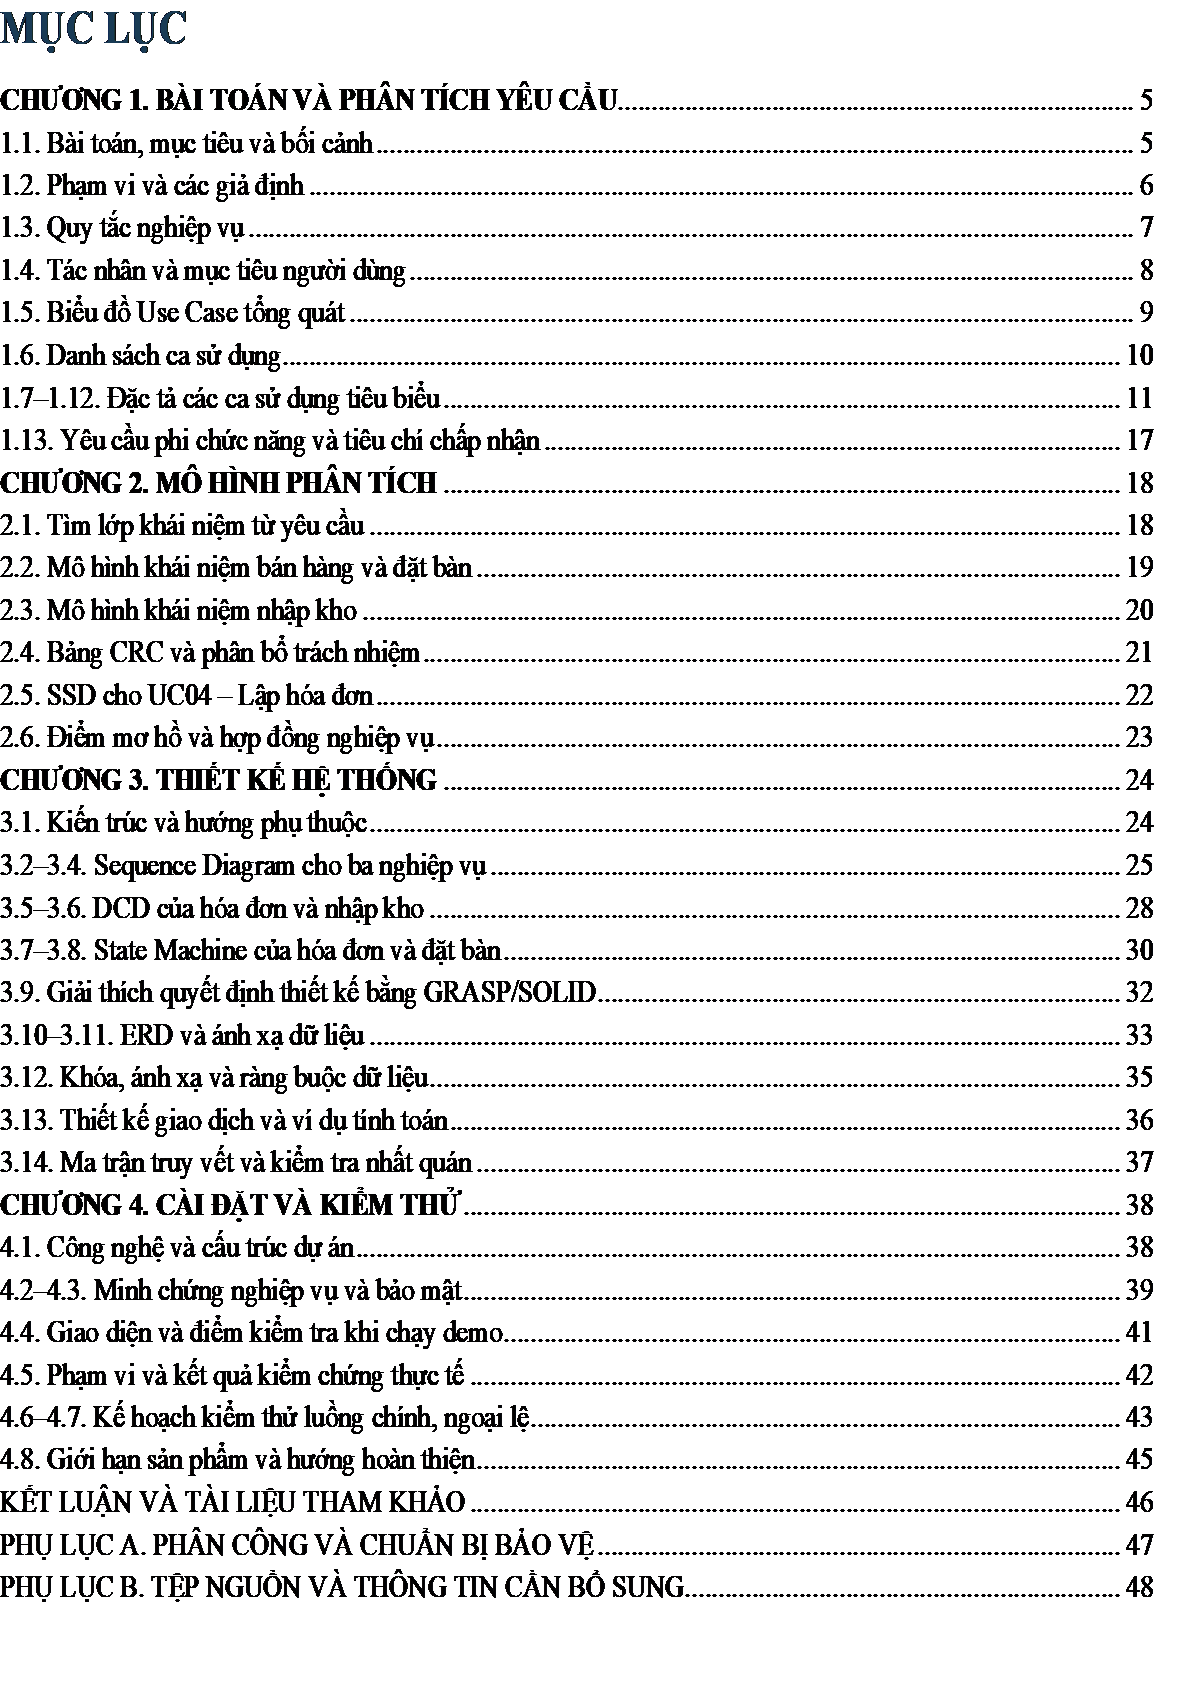 MỤC LỤC
CHƯƠNG 1. BÀI TOÁN VÀ PHÂN TÍCH YÊU CẦU 5
1.1. Bài toán, mục tiêu và bối cảnh 5
1.2. Phạm vi và các giả định 6
1.3. Quy tắc nghiệp vụ 7
1.4. Tác nhân và mục tiêu người dùng 8
1.5. Biểu đồ Use Case tổng quát 9
1.6. Danh sách ca sử dụng 10
1.7–1.12. Đặc tả các ca sử dụng tiêu biểu 11
1.13. Yêu cầu phi chức năng và tiêu chí chấp nhận 17
CHƯƠNG 2. MÔ HÌNH PHÂN TÍCH 18
2.1. Tìm lớp khái niệm từ yêu cầu 18
2.2. Mô hình khái niệm bán hàng và đặt bàn 19
2.3. Mô hình khái niệm nhập kho 20
2.4. Bảng CRC và phân bổ trách nhiệm 21
2.5. SSD cho UC04 – Lập hóa đơn 22
2.6. Điểm mơ hồ và hợp đồng nghiệp vụ 23
CHƯƠNG 3. THIẾT KẾ HỆ THỐNG 24
3.1. Kiến trúc và hướng phụ thuộc 24
3.2–3.4. Sequence Diagram cho ba nghiệp vụ 25
3.5–3.6. DCD của hóa đơn và nhập kho 28
3.7–3.8. State Machine của hóa đơn và đặt bàn 30
3.9. Giải thích quyết định thiết kế bằng GRASP/SOLID 32
3.10–3.11. ERD và ánh xạ dữ liệu 33
3.12. Khóa, ánh xạ và ràng buộc dữ liệu 35
3.13. Thiết kế giao dịch và ví dụ tính toán 36
3.14. Ma trận truy vết và kiểm tra nhất quán 37
CHƯƠNG 4. CÀI ĐẶT VÀ KIỂM THỬ 38
4.1. Công nghệ và cấu trúc dự án 38
4.2–4.3. Minh chứng nghiệp vụ và bảo mật 39
4.4. Giao diện và điểm kiểm tra khi chạy demo 41
4.5. Phạm vi và kết quả kiểm chứng thực tế 42
4.6–4.7. Kế hoạch kiểm thử luồng chính, ngoại lệ 43
4.8. Giới hạn sản phẩm và hướng hoàn thiện 45
KẾT LUẬN VÀ TÀI LIỆU THAM KHẢO 46
PHỤ LỤC A. PHÂN CÔNG VÀ CHUẨN BỊ BẢO VỆ 47
PHỤ LỤC B. TỆP NGUỒN VÀ THÔNG TIN CẦN BỔ SUNG 48